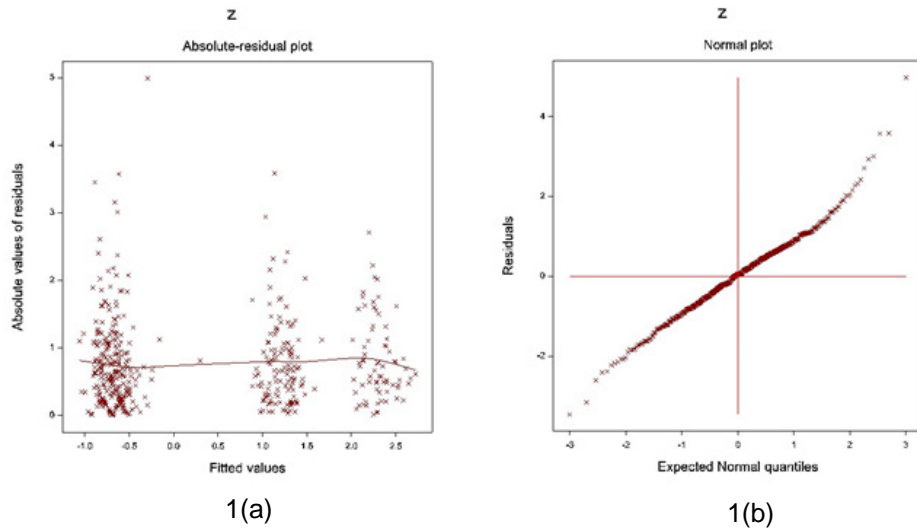 z
Absolute-residual plot
Absolute values of residuals
5
4
3
2
1
0
-1.0 -0.5 0.0 0.5 1.0 1.5 2.0 2.5
Fitted values
1(a)
z
Normal plot
Residuals
4
2
0
-2
-3 -2 -1 0 1 2 3
Expected Normal quantiles
1(b)